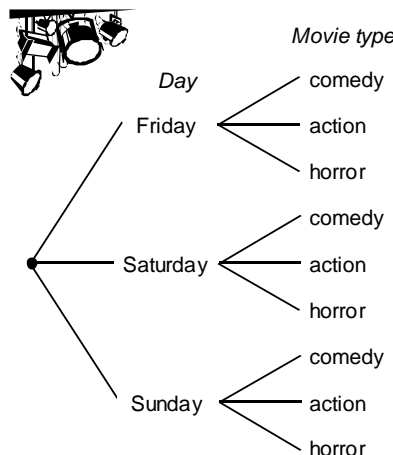 Movie type
Day
comedy
Friday
action
horror
comedy
Saturday
action
horror
comedy
Sunday
action
horror